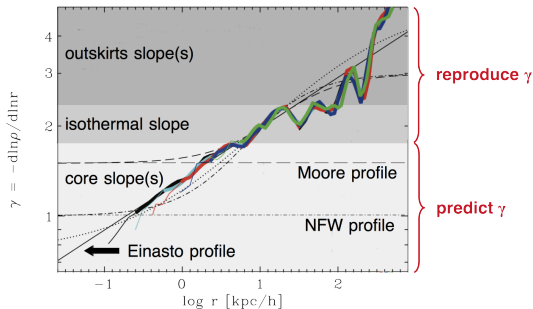 4
outskirts slope(s)
3
reproduce γ
isothermal slope
2
γ = −dlnρ/dlnr
core slope(s)
Moore profile
predict γ
NFW profile
1
Einasto profile
−1
0
1
2
log r [kpc/h]